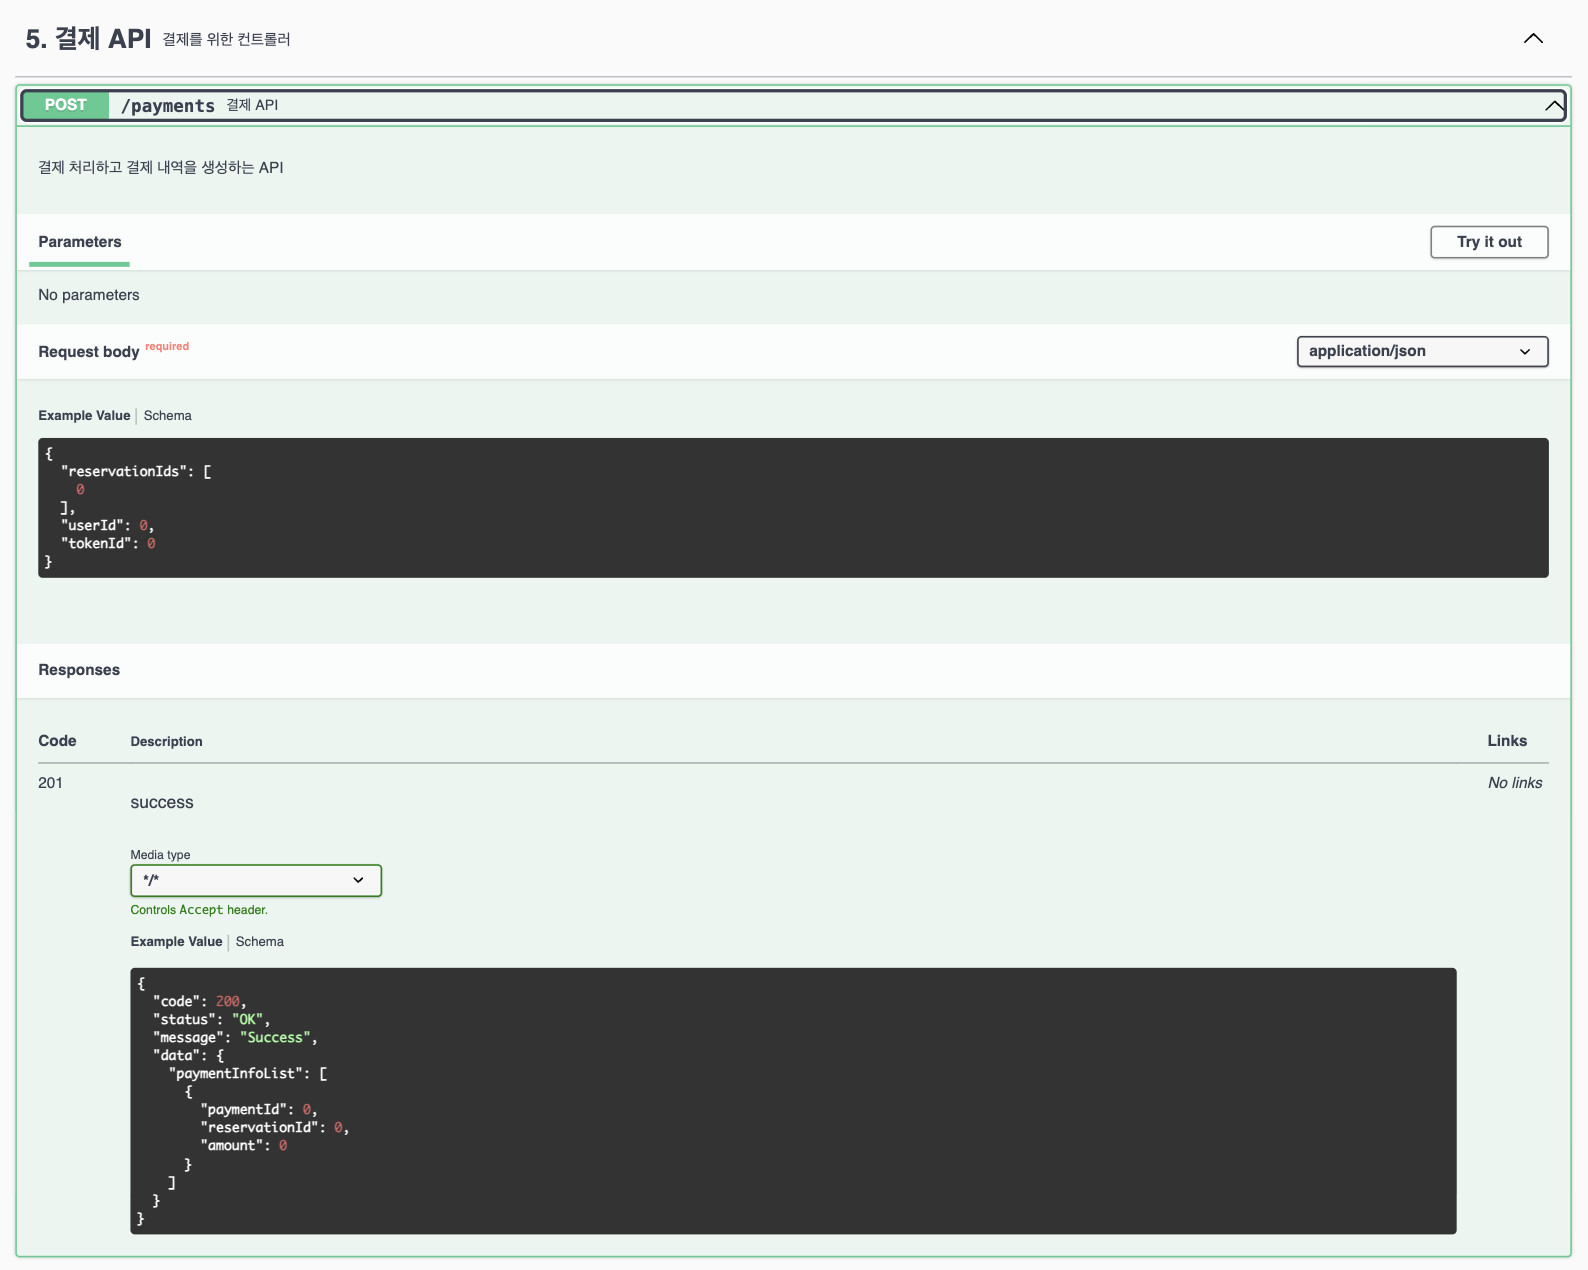 5. 결제 API 결제를 위한 컨트롤러
POST /payments 결제 API
결제 처리하고 결제 내역을 생성하는 API
Parameters
Try it out
No parameters
Request body required
application/json
Example Value | Schema
{
  "reservationIds": [
    0
  ],
  "userId": 0,
  "tokenId": 0
}
Responses
Code Description Links
201 No links
success
Media type
*/*
Controls Accept header.
Example Value | Schema
{
  "code": 200,
  "status": "OK",
  "message": "Success",
  "data": {
    "paymentInfoList": [
      {
        "paymentId": 0,
        "reservationId": 0,
        "amount": 0
      }
    ]
  }
}